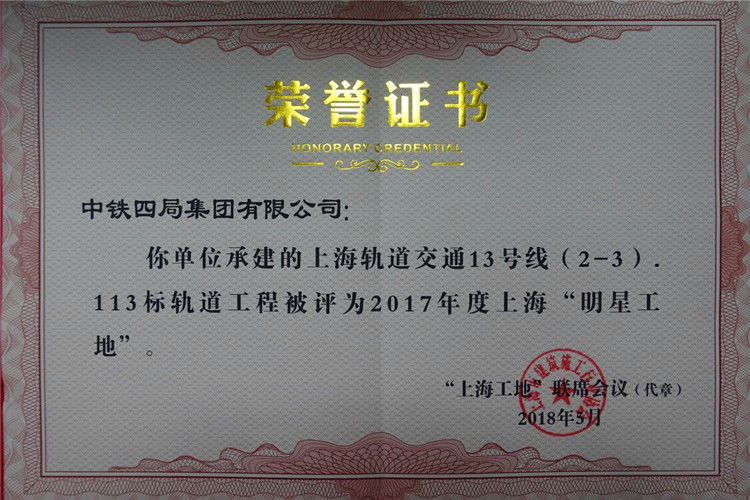 荣誉证书
HONORARY CREDENTIAL
中铁四局集团有限公司：
你单位承建的上海轨道交通13号线（2-3）.
113标轨道工程被评为2017年度上海“明星工
地”。
“上海工地”联席会议（代章）
2018年5月